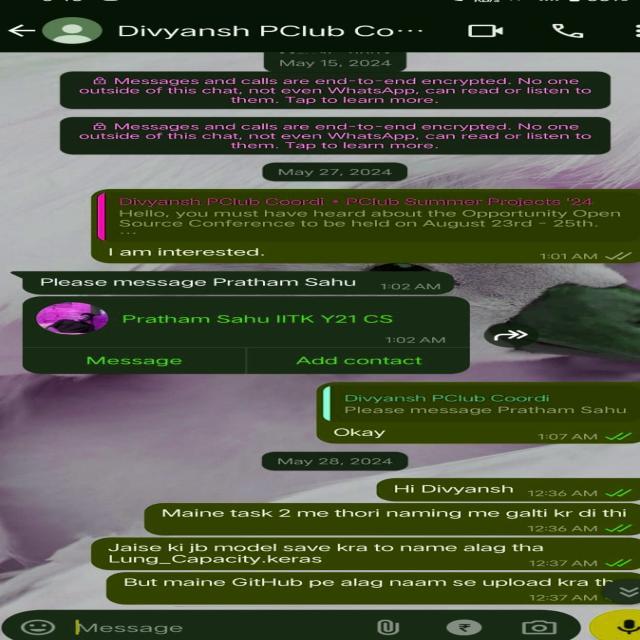 Divyansh PClub Co...
May 15, 2024
Messages and calls are end-to-end encrypted. No one
outside of this chat, not even WhatsApp, can read or listen to
them. Tap to learn more.
Messages and calls are end-to-end encrypted. No one
outside of this chat, not even WhatsApp, can read or listen to
them. Tap to learn more.
May 27, 2024
Divyansh PClub Coordi • PClub Summer Projects '24
Hello, you must have heard about the Opportunity Open
Source Conference to be held on August 23rd - 25th.
...
I am interested.
1:01 AM
Please message Pratham Sahu
1:02 AM
Pratham Sahu IITK Y21 CS
1:02 AM
Message
Add contact
Divyansh PClub Coordi
Please message Pratham Sahu
Okay
1:07 AM
May 28, 2024
Hi Divyansh
12:36 AM
Maine task 2 me thori naming me galti kr di thi
12:36 AM
Jaise ki jb model save kra to name alag tha
Lung_Capacity.keras
12:37 AM
But maine GitHub pe alag naam se upload kra
12:37 AM
Message